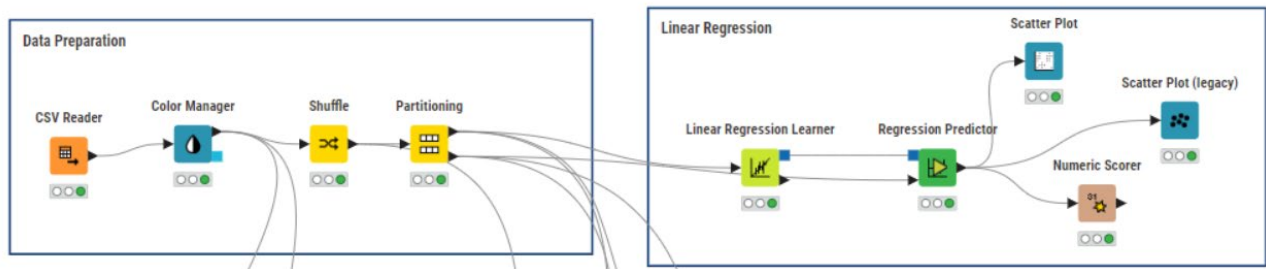 Data Preparation
CSV Reader
Color Manager
Shuffle
Partitioning
Linear Regression
Scatter Plot
Scatter Plot (legacy)
Linear Regression Learner
Regression Predictor
Numeric Scorer
01